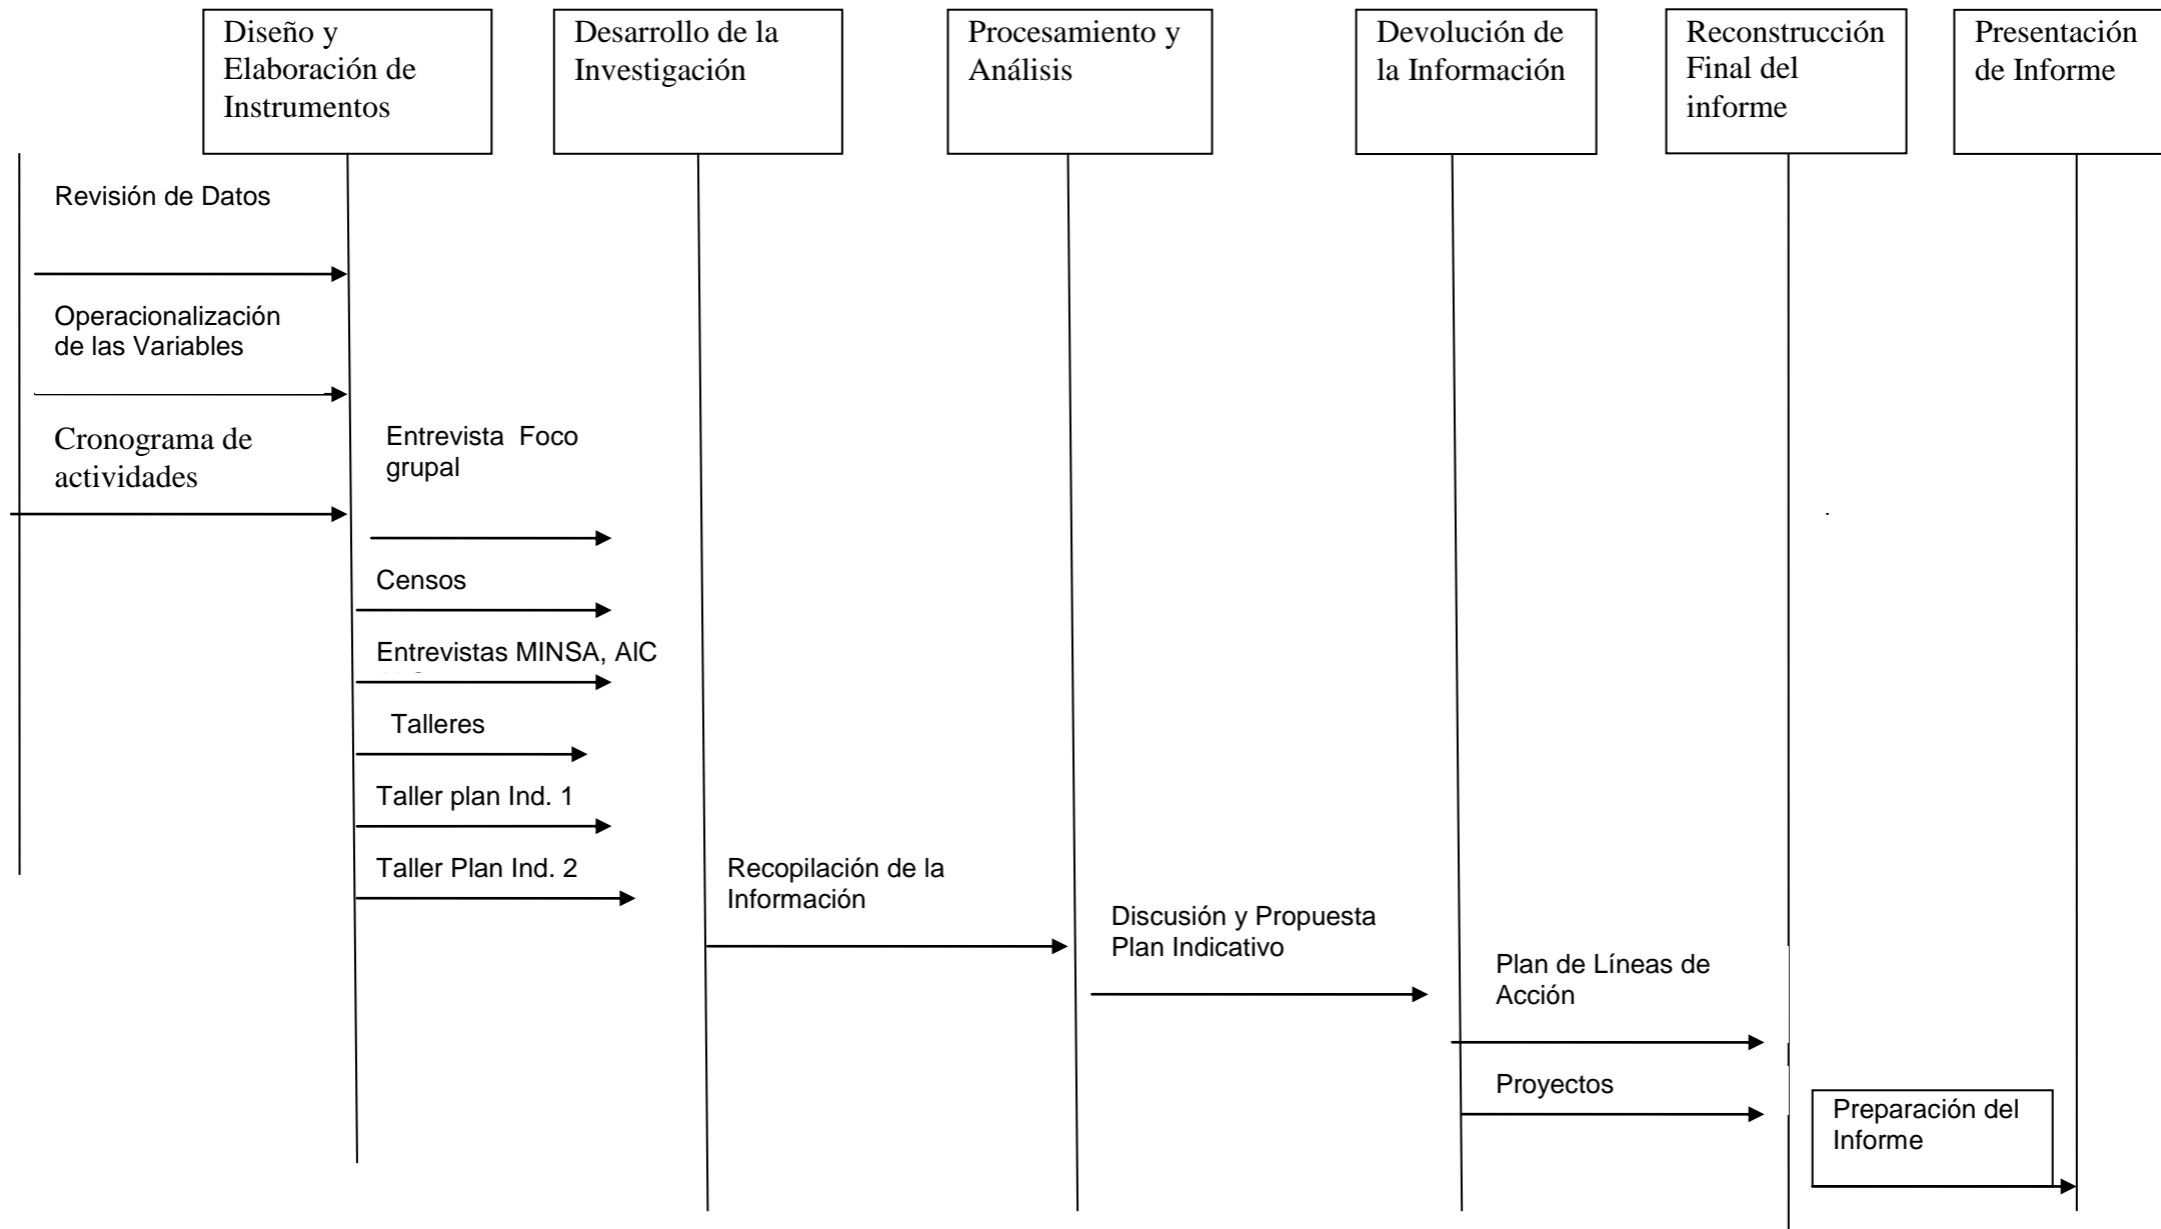 Diseño y
Elaboración de
Instrumentos
Desarrollo de la
Investigación
Procesamiento y
Análisis
Devolución de
la Información
Reconstrucción
Final del
informe
Presentación
de Informe
Revisión de Datos
Operacionalización
de las Variables
Cronograma de
actividades
Entrevista Foco
grupal
Censos
Entrevistas MINSA, AIC
Talleres
Taller plan Ind. 1
Taller Plan Ind. 2
Recopilación de la
Información
Discusión y Propuesta
Plan Indicativo
Plan de Líneas de
Acción
Proyectos
Preparación del
Informe